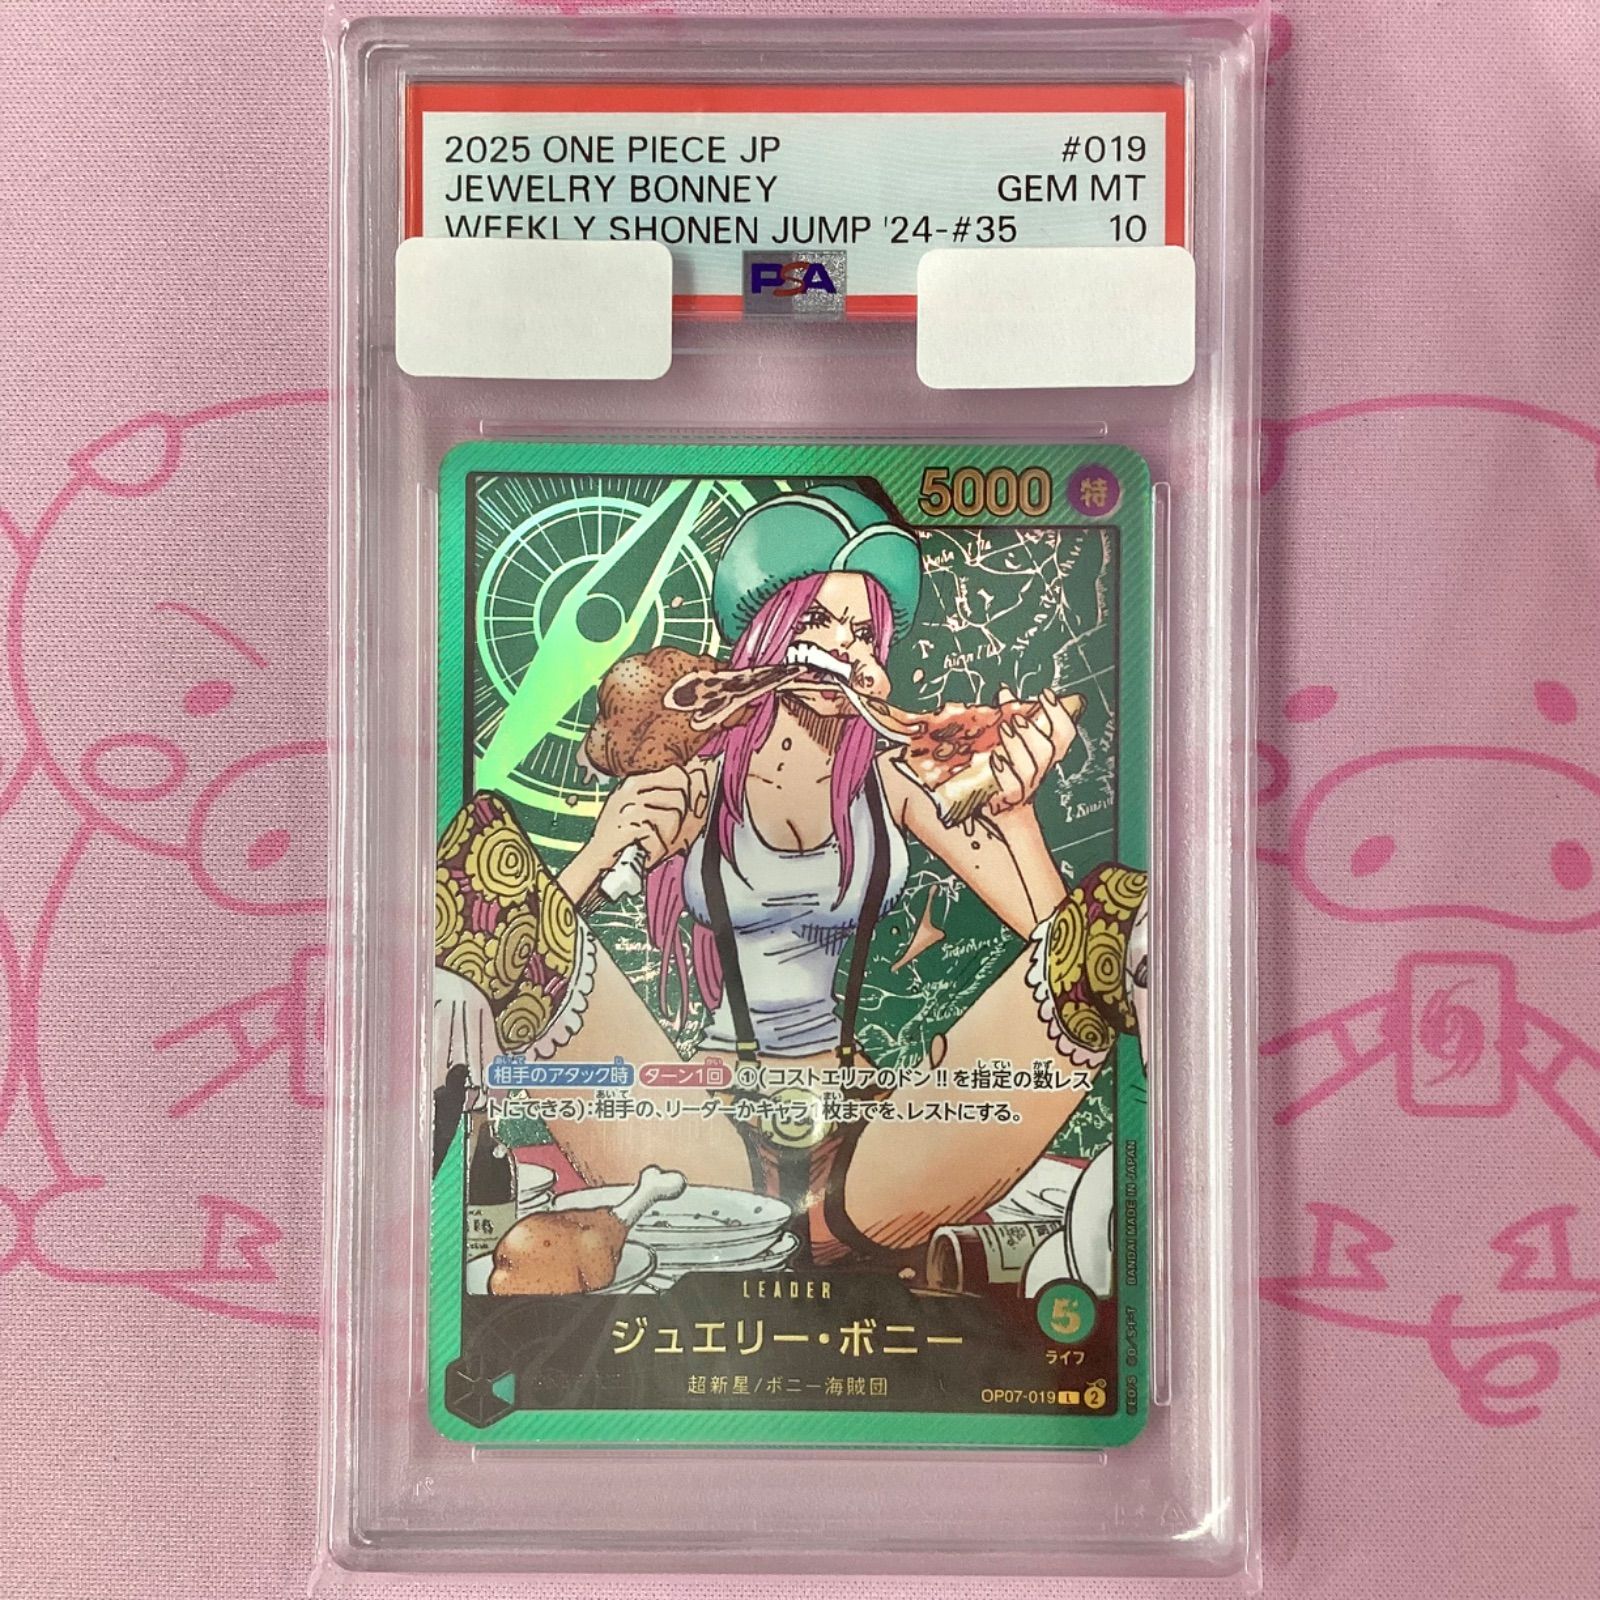 2025 ONE PIECE JP #019
JEWELRY BONNEY GEM MT
WEEKLY SHONEN JUMP '24-#35 10
PSA
5000 特
相手のアタック時 ターン1回 ①(コストエリアのドン!!を指定の数レス
トにできる):相手の、リーダーかキャラ1枚までを、レストにする。
LEADER
ジュエリー・ボニー
5
ライフ
超新星/ボニー海賊団
OP07-019 L 2
BANDAI MADE IN JAPAN